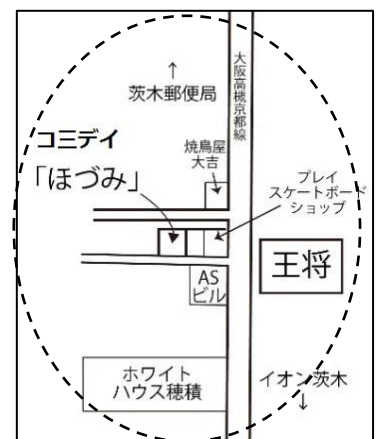 ↑
茨木郵便局
大阪高槻京都線
コ三デイ
「ほづみ」
焼鳥屋
大吉
プレイ
スケートボード
ショップ
王将
AS
ビル
ホワイト
ハウス穂積
イオン茨木
↓